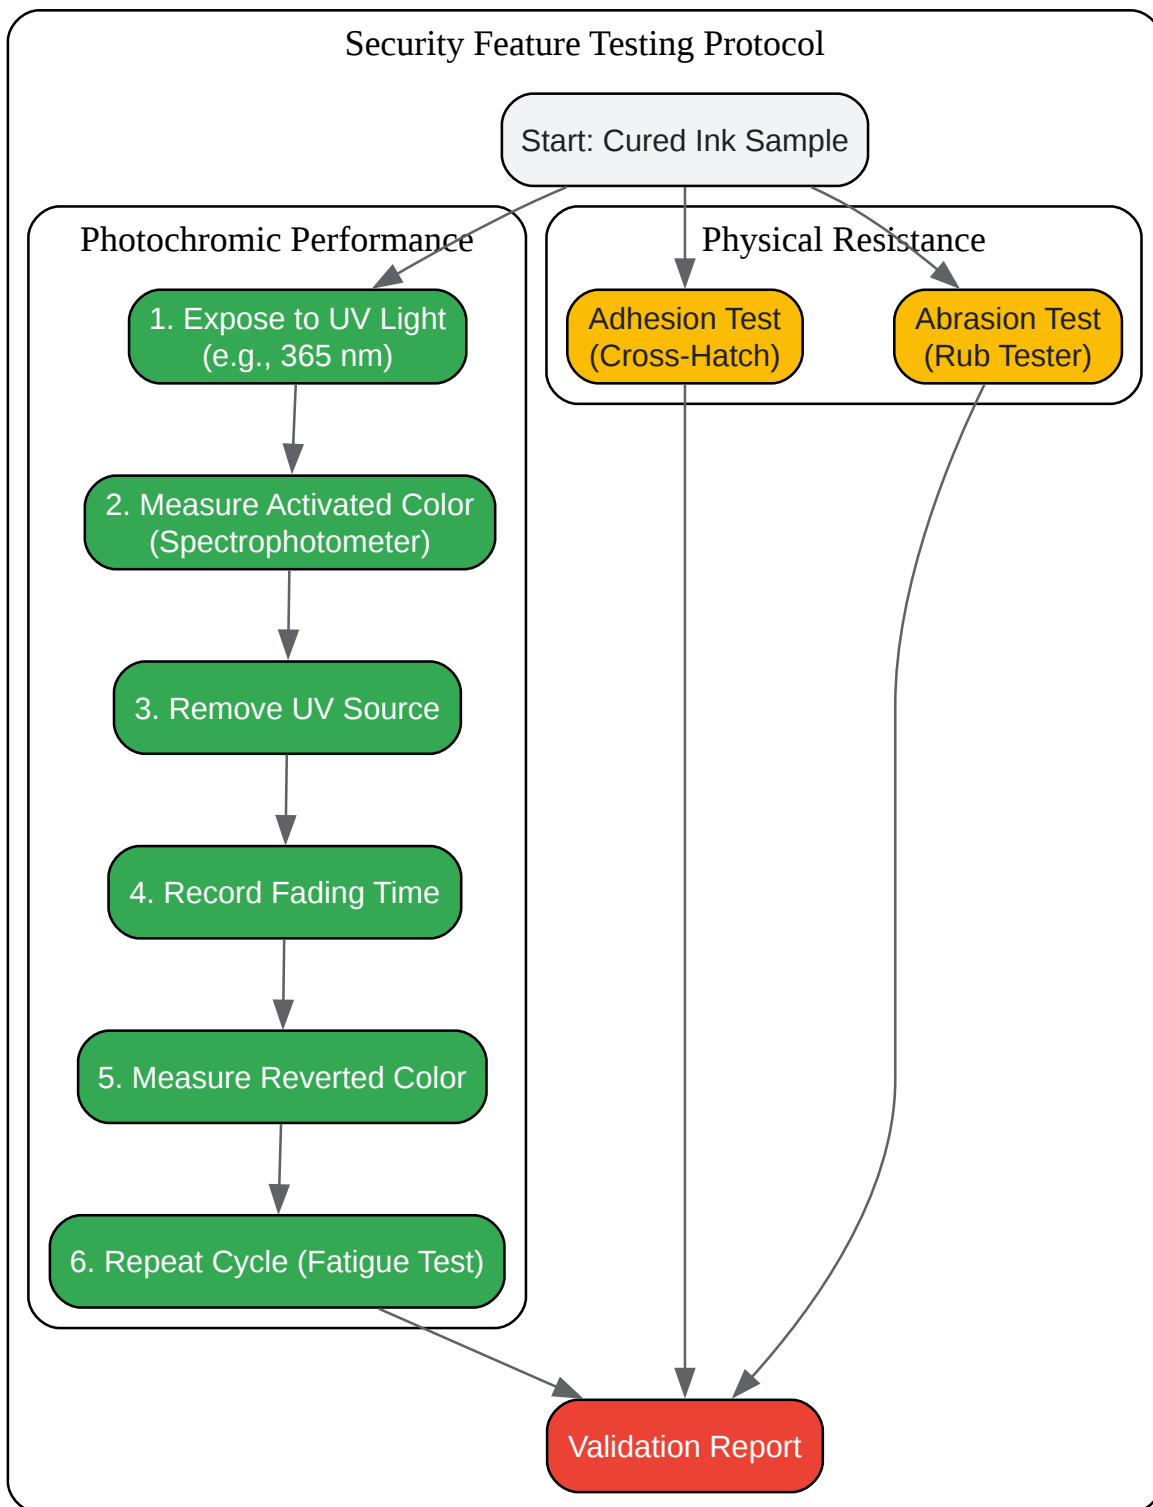 Security Feature Testing Protocol
Start: Cured Ink Sample
Photochromic Performance
1. Expose to UV Light
(e.g., 365 nm)
2. Measure Activated Color
(Spectrophotometer)
3. Remove UV Source
4. Record Fading Time
5. Measure Reverted Color
6. Repeat Cycle (Fatigue Test)
Physical Resistance
Adhesion Test
(Cross-Hatch)
Abrasion Test
(Rub Tester)
Validation Report